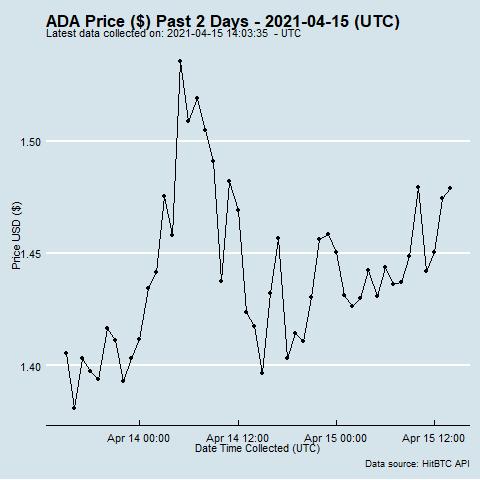 ADA Price ($) Past 2 Days - 2021-04-15 (UTC)
Latest data collected on: 2021-04-15 14:03:35 - UTC
1.50
1.45
1.40
Price USD ($)
Apr 14 00:00 Apr 14 12:00 Apr 15 00:00 Apr 15 12:00
Date Time Collected (UTC)
Data source: HitBTC API